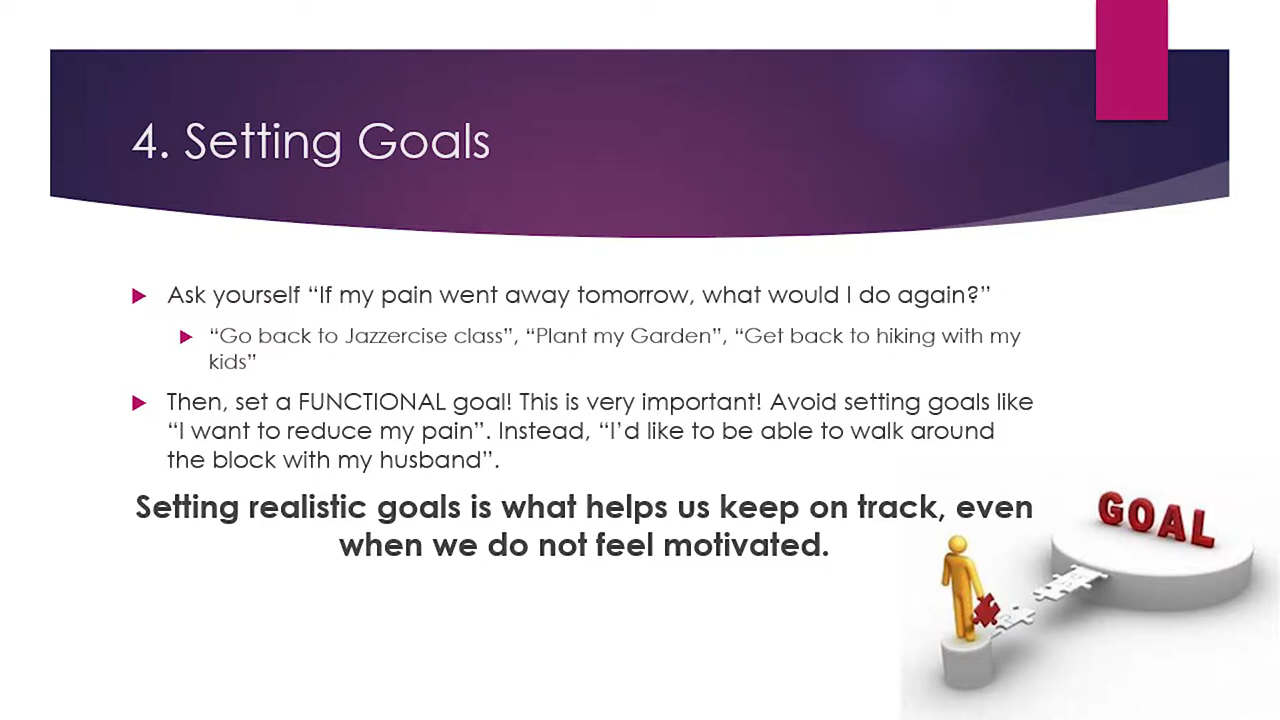 4. Setting Goals
Ask yourself “If my pain went away tomorrow, what would I do again?”
“Go back to Jazzercise class”, “Plant my Garden”, “Get back to hiking with my
kids”
Then, set a FUNCTIONAL goal! This is very important! Avoid setting goals like
“I want to reduce my pain”. Instead, “I’d like to be able to walk around
the block with my husband”.
Setting realistic goals is what helps us keep on track, even
when we do not feel motivated.
GOAL